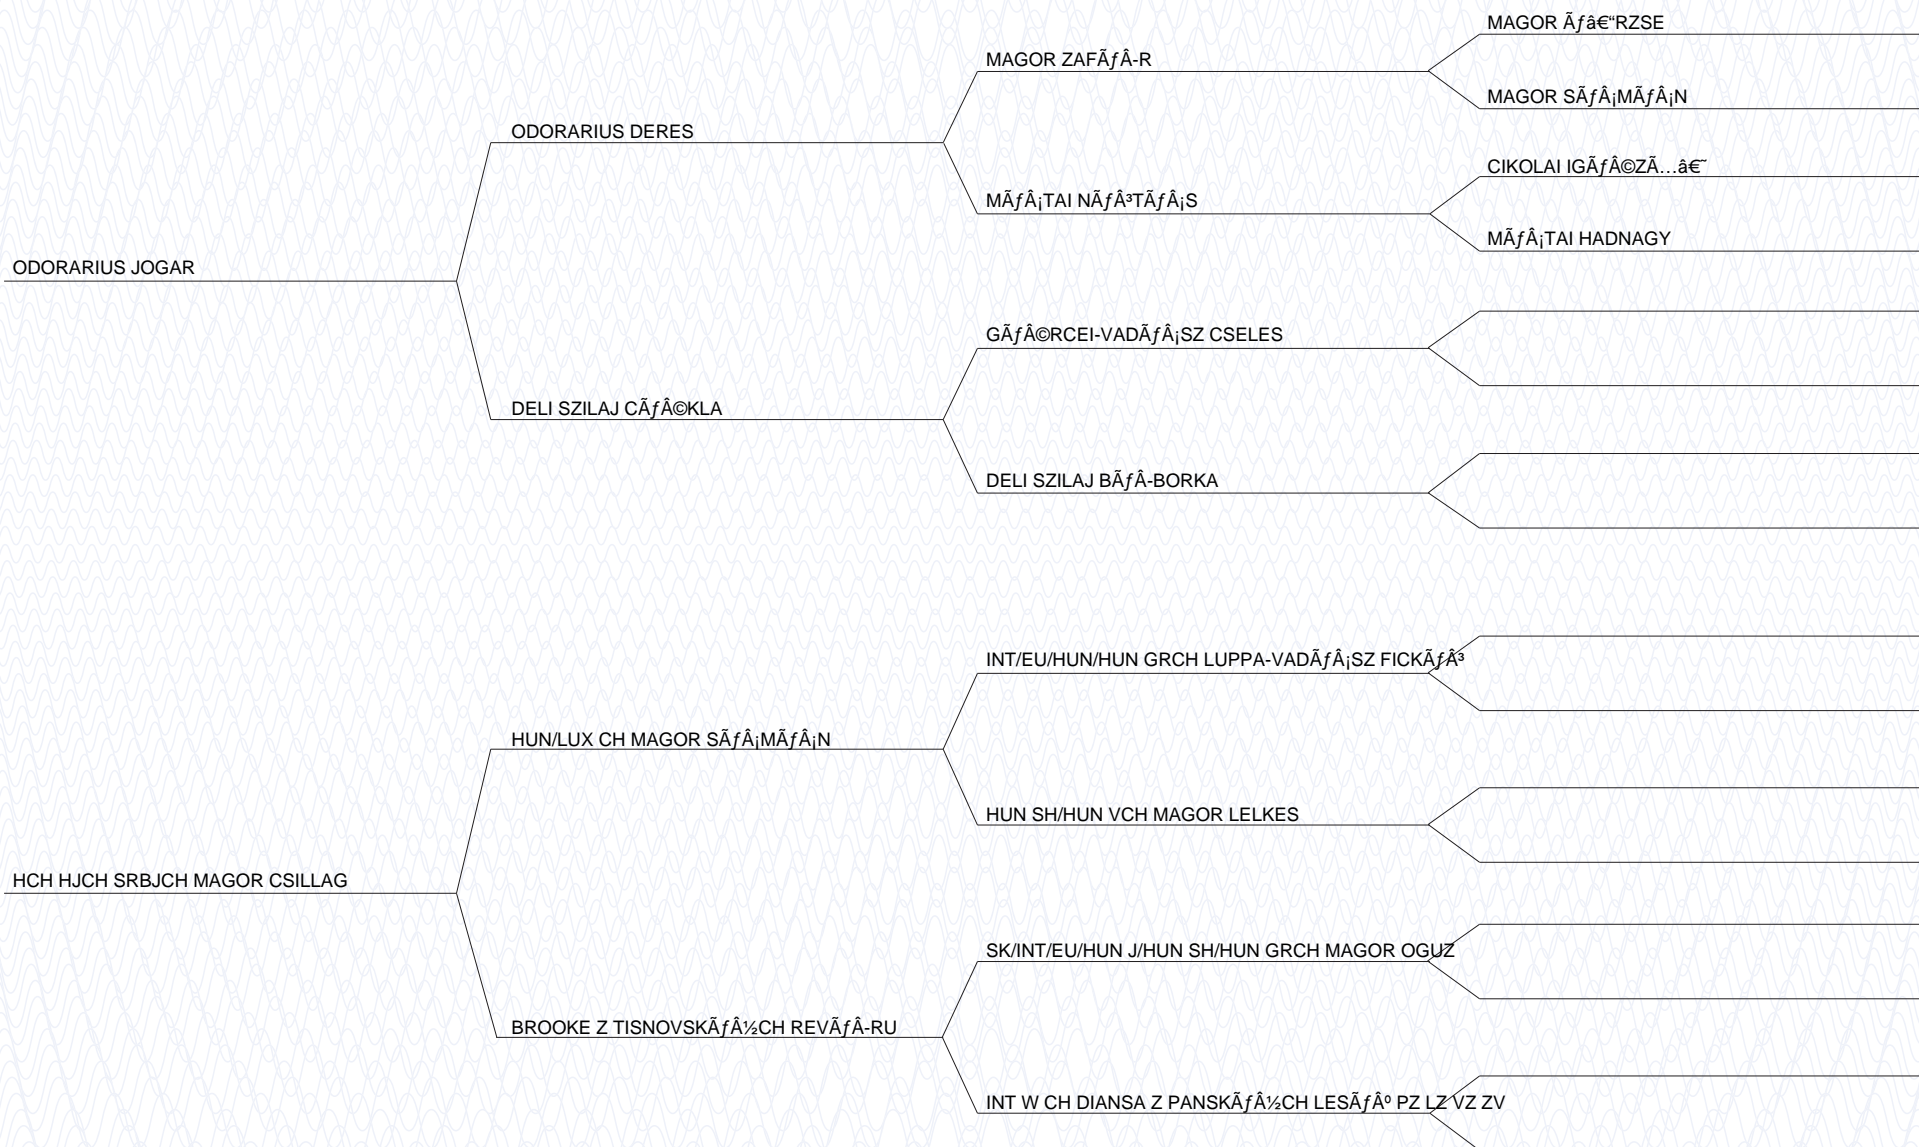 MAGOR Ãƒâ€“RZSE
MAGOR ZAFÃƒÂ-R
MAGOR SÃƒÂ¡MÃƒÂ¡N
ODORARIUS DERES
CIKOLAI IGÃƒÂ©ZÃ…â€˜
MÃƒÂ¡TAI NÃƒÂ³TÃƒÂ¡S
MÃƒÂ¡TAI HADNAGY
ODORARIUS JOGAR
GÃƒÂ©RCEI-VADÃƒÂ¡SZ CSELES
DELI SZILAJ CÃƒÂ©KLA
DELI SZILAJ BÃƒÂ-BORKA
INT/EU/HUN/HUN GRCH LUPPA-VADÃƒÂ¡SZ FICKÃƒÂ³
HUN/LUX CH MAGOR SÃƒÂ¡MÃƒÂ¡N
HUN SH/HUN VCH MAGOR LELKES
HCH HJCH SRBJCH MAGOR CSILLAG
SK/INT/EU/HUN J/HUN SH/HUN GRCH MAGOR OGUZ
BROOKE Z TISNOVSKÃƒÂ½CH REVÃƒÂ-RU
INT W CH DIANSA Z PANSKÃƒÂ½CH LESÃƒÂº PZ LZ VZ ZV